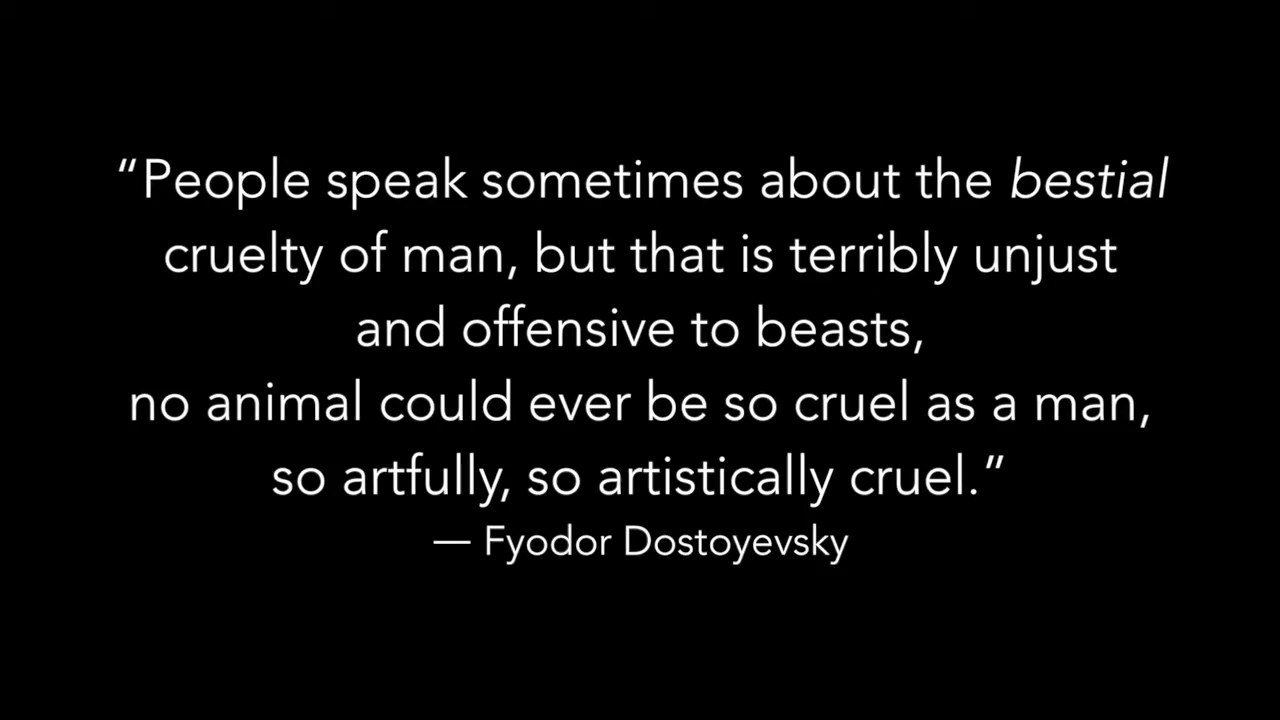 “People speak sometimes about the bestial
cruelty of man, but that is terribly unjust
and offensive to beasts,
no animal could ever be so cruel as a man,
so artfully, so artistically cruel.”
— Fyodor Dostoyevsky